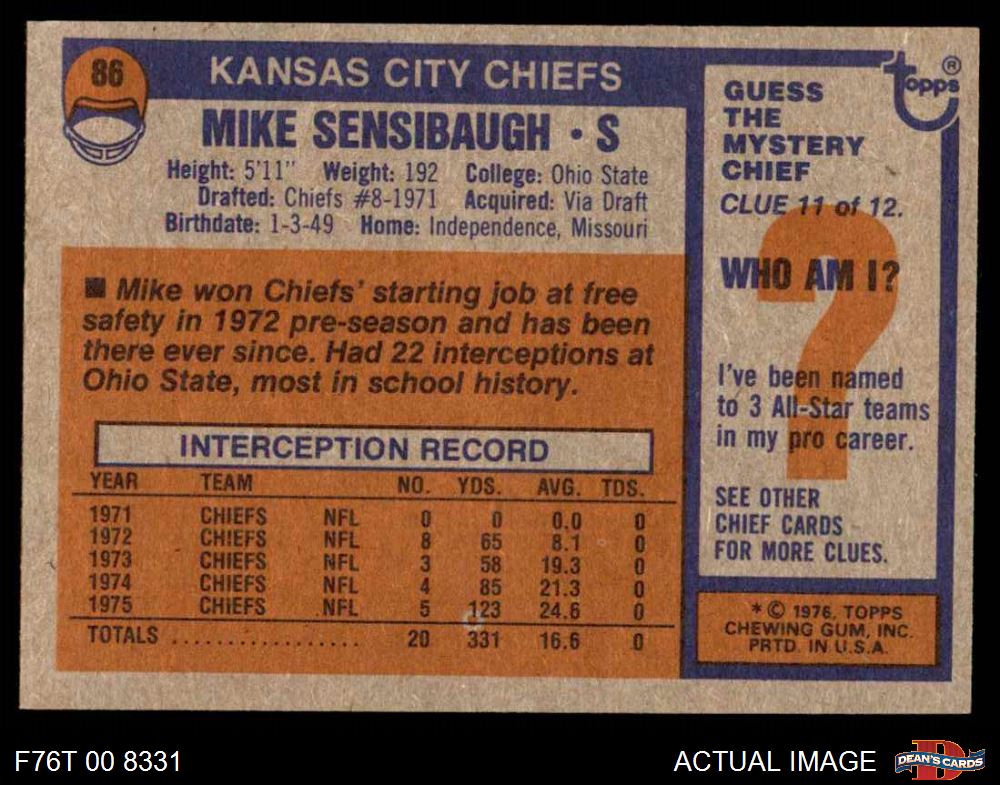 86
KANSAS CITY CHIEFS
MIKE SENSIBAUGH • S
Height: 5'11" Weight: 192 College: Ohio State
Drafted: Chiefs #8-1971 Acquired: Via Draft
Birthdate: 1-3-49 Home: Independence, Missouri
■ Mike won Chiefs' starting job at free
safety in 1972 pre-season and has been
there ever since. Had 22 interceptions at
Ohio State, most in school history.
INTERCEPTION RECORD
YEAR TEAM NO. YDS. AVG. TDS.
1971 CHIEFS NFL 0 0 0.0 0
1972 CHIEFS NFL 8 65 8.1 0
1973 CHIEFS NFL 3 58 19.3 0
1974 CHIEFS NFL 4 85 21.3 0
1975 CHIEFS NFL 5 123 24.6 0
TOTALS ................. 20 331 16.6 0
topps ®
GUESS
THE
MYSTERY
CHIEF
CLUE 11 of 12.
?
WHO AM I?
I've been named
to 3 All-Star teams
in my pro career.
SEE OTHER
CHIEF CARDS
FOR MORE CLUES.
* © 1976, TOPPS
CHEWING GUM, INC.
PRTD. IN U.S.A.
F76T 00 8331
ACTUAL IMAGE
D
DEAN'S CARDS